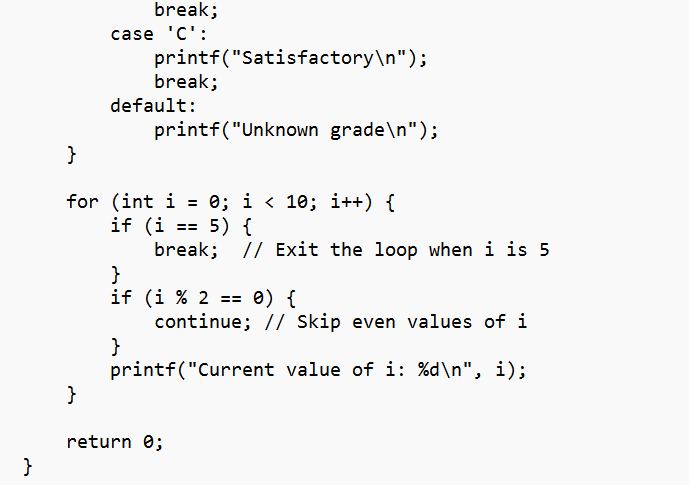 break;
        case 'C':
            printf("Satisfactory\n");
            break;
        default:
            printf("Unknown grade\n");
    }

    for (int i = 0; i < 10; i++) {
        if (i == 5) {
            break;  // Exit the loop when i is 5
        }
        if (i % 2 == 0) {
            continue; // Skip even values of i
        }
        printf("Current value of i: %d\n", i);
    }

    return 0;
}